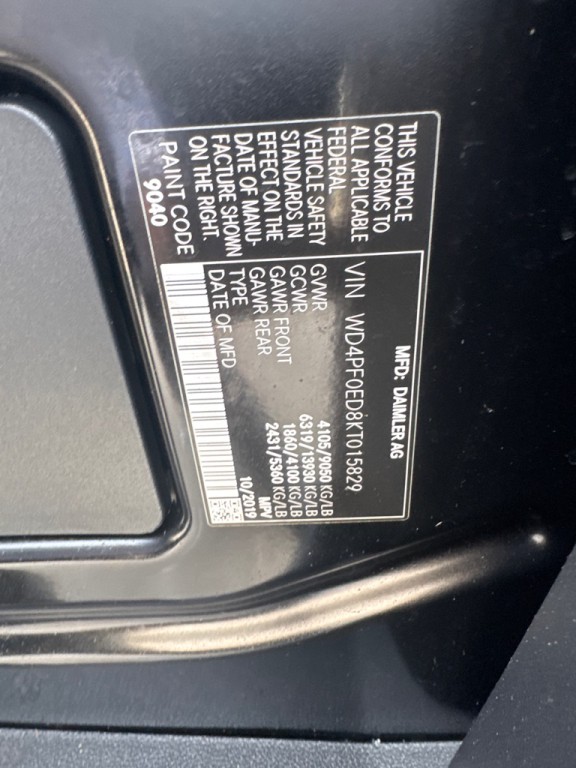 THIS VEHICLE
CONFORMS TO
ALL APPLICABLE
FEDERAL
VEHICLE SAFETY
STANDARDS IN
EFFECT ON THE
DATE OF MANU-
FACTURE SHOWN
ON THE RIGHT.
PAINT CODE
9040
MFD: DAIMLER AG
VIN WD4PF0ED8KT015829
GVWR 4105/9050 KG/LB
GCWR 6319/13930 KG/LB
GAWR FRONT 1860/4100 KG/LB
GAWR REAR 2431/5360 KG/LB
TYPE MPV
DATE OF MFD 10/2019